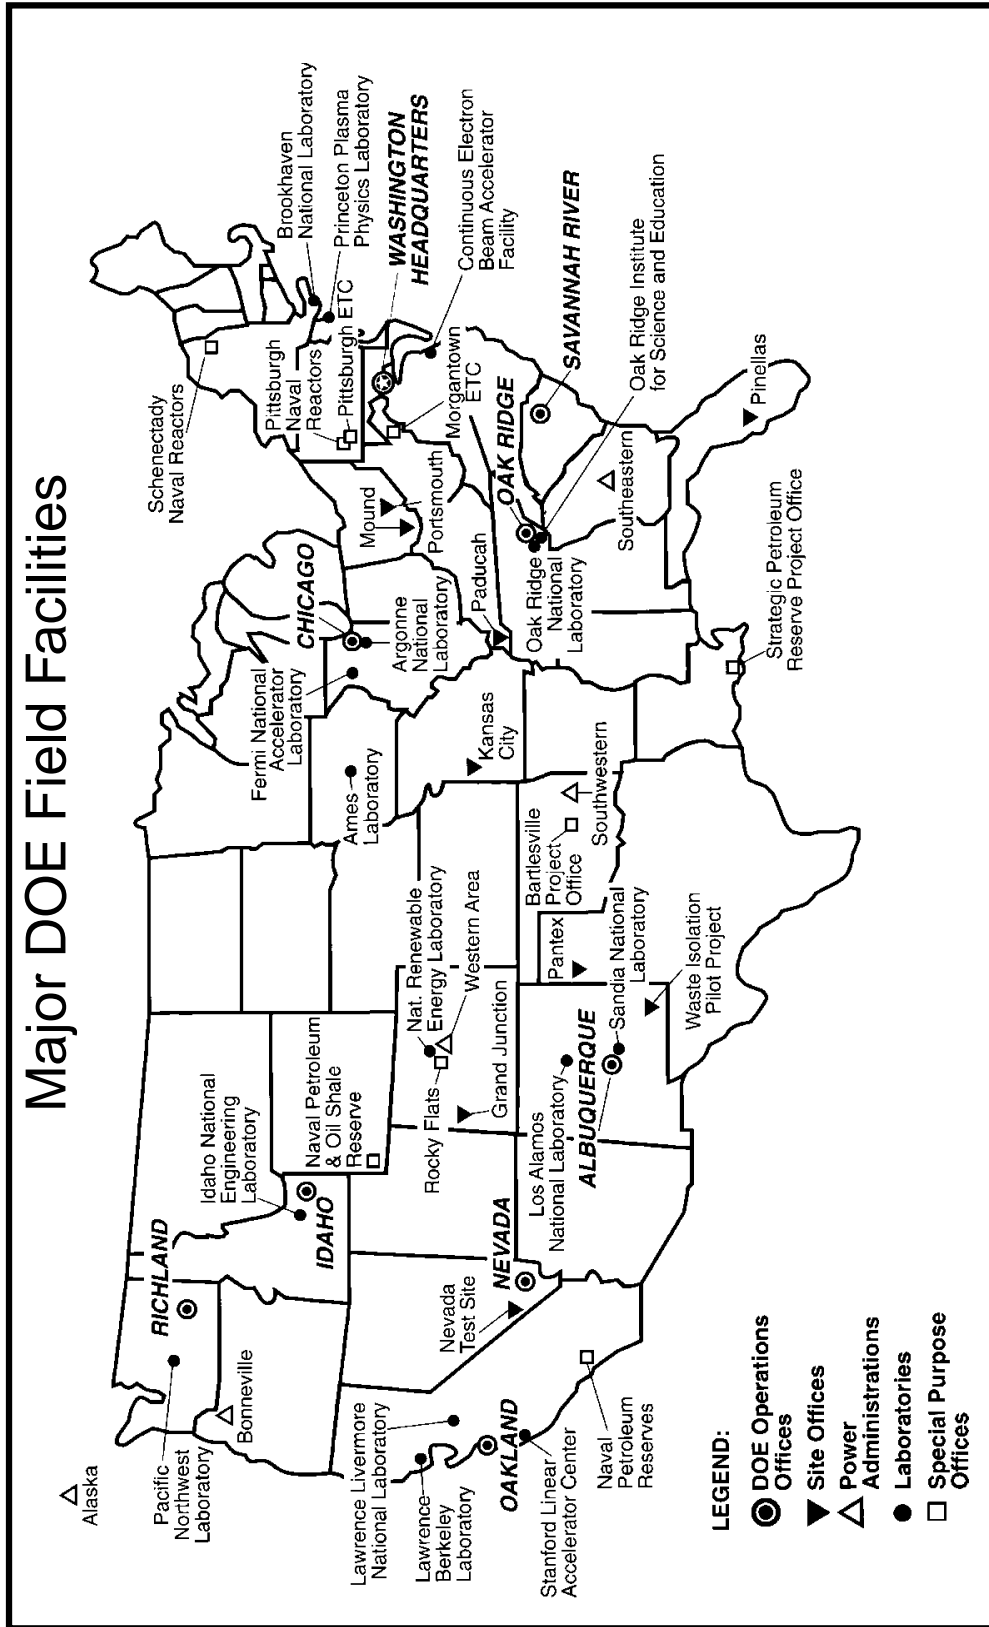 Major DOE Field Facilities
Alaska
Pacific
Northwest
Laboratory
RICHLAND
Bonneville
Idaho National
Engineering
Laboratory
IDAHO
Naval Petroleum
& Oil Shale
Reserve
Lawrence Livermore
National Laboratory
Lawrence
Berkeley
Laboratory
OAKLAND
Stanford Linear
Accelerator Center
Naval
Petroleum
Reserves
Nevada
Test Site
NEVADA
Rocky Flats
Nat. Renewable
Energy Laboratory
Western Area
Grand Junction
Los Alamos
National Laboratory
ALBUQUERQUE
Sandia National
Laboratory
Pantex
Waste Isolation
Pilot Project
Bartlesville
Project
Office
Southwestern
Kansas
City
Ames
Laboratory
Fermi National
Accelerator
Laboratory
CHICAGO
Argonne
National
Laboratory
Paducah
Mound
Portsmouth
Oak Ridge
National
Laboratory
OAK RIDGE
Southeastern
Strategic Petroleum
Reserve Project Office
Pinellas
Oak Ridge Institute
for Science and Education
SAVANNAH RIVER
Schenectady
Naval Reactors
Pittsburgh
Naval
Reactors
Pittsburgh ETC
Morgantown
ETC
Brookhaven
National Laboratory
Princeton Plasma
Physics Laboratory
WASHINGTON
HEADQUARTERS
Continuous Electron
Beam Accelerator
Facility
LEGEND:
DOE Operations
Offices
Site Offices
Power
Administrations
Laboratories
Special Purpose
Offices